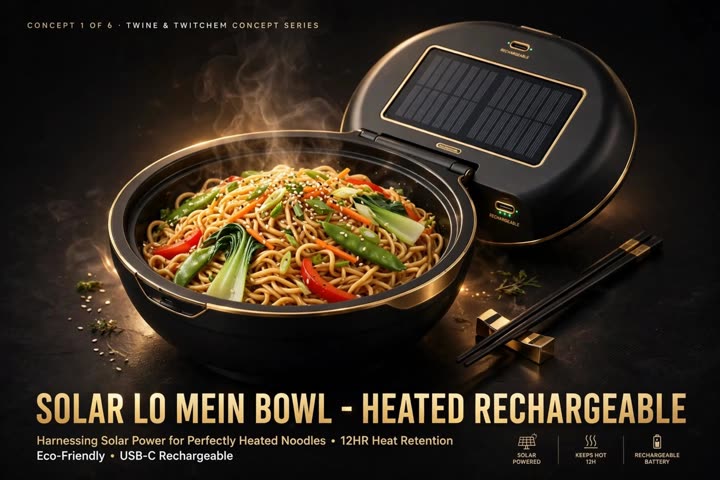 CONCEPT 1 OF 6 · TWINE & TWITCHEM CONCEPT SERIES
RECHARGEABLE
RECHARGEABLE
SOLAR LO MEIN BOWL - HEATED RECHARGEABLE
Harnessing Solar Power for Perfectly Heated Noodles • 12HR Heat Retention
Eco-Friendly • USB-C Rechargeable
SOLAR
POWERED
KEEPS HOT
12H
RECHARGEABLE
BATTERY